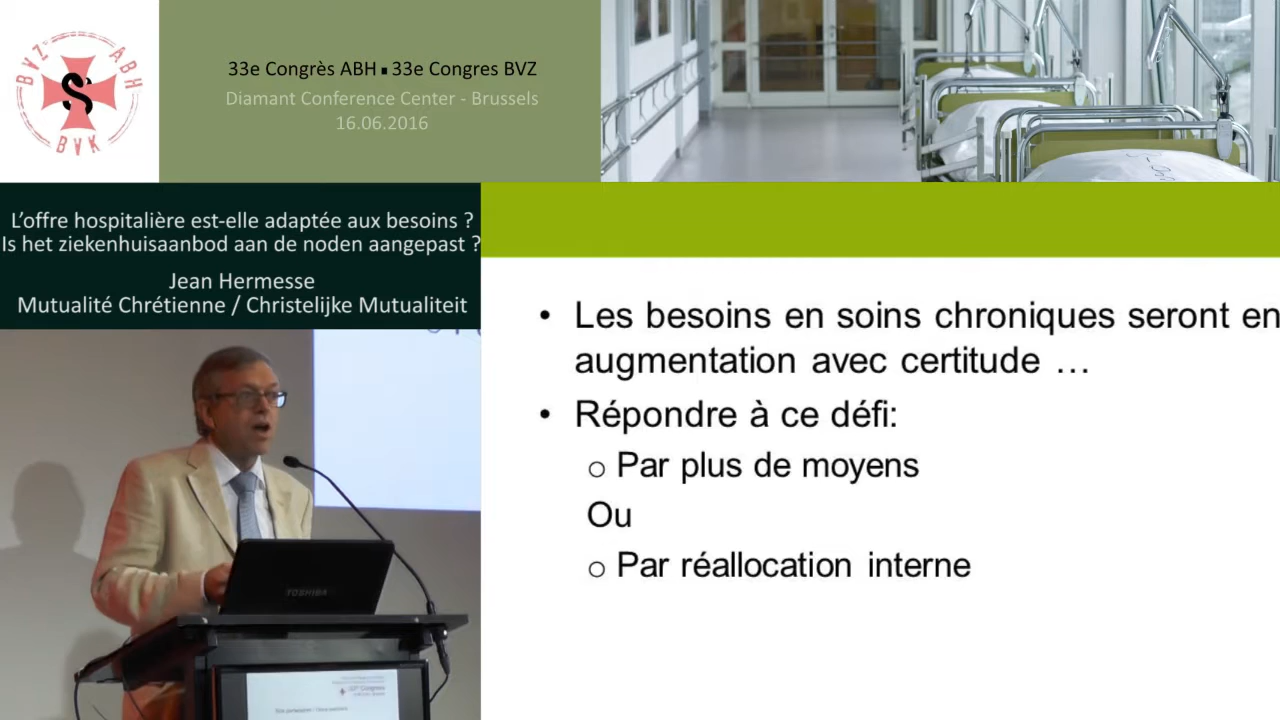 BVZ ABH
BVK
33e Congrès ABH ▪ 33e Congres BVZ
Diamant Conference Center - Brussels
16.06.2016
L'offre hospitalière est-elle adaptée aux besoins ?
Is het ziekenhuisaanbod aan de noden aangepast ?
Jean Hermesse
Mutualité Chrétienne / Christelijke Mutualiteit
• Les besoins en soins chroniques seront en
augmentation avec certitude …
• Répondre à ce défi:
o Par plus de moyens
Ou
o Par réallocation interne
TOSHIBA